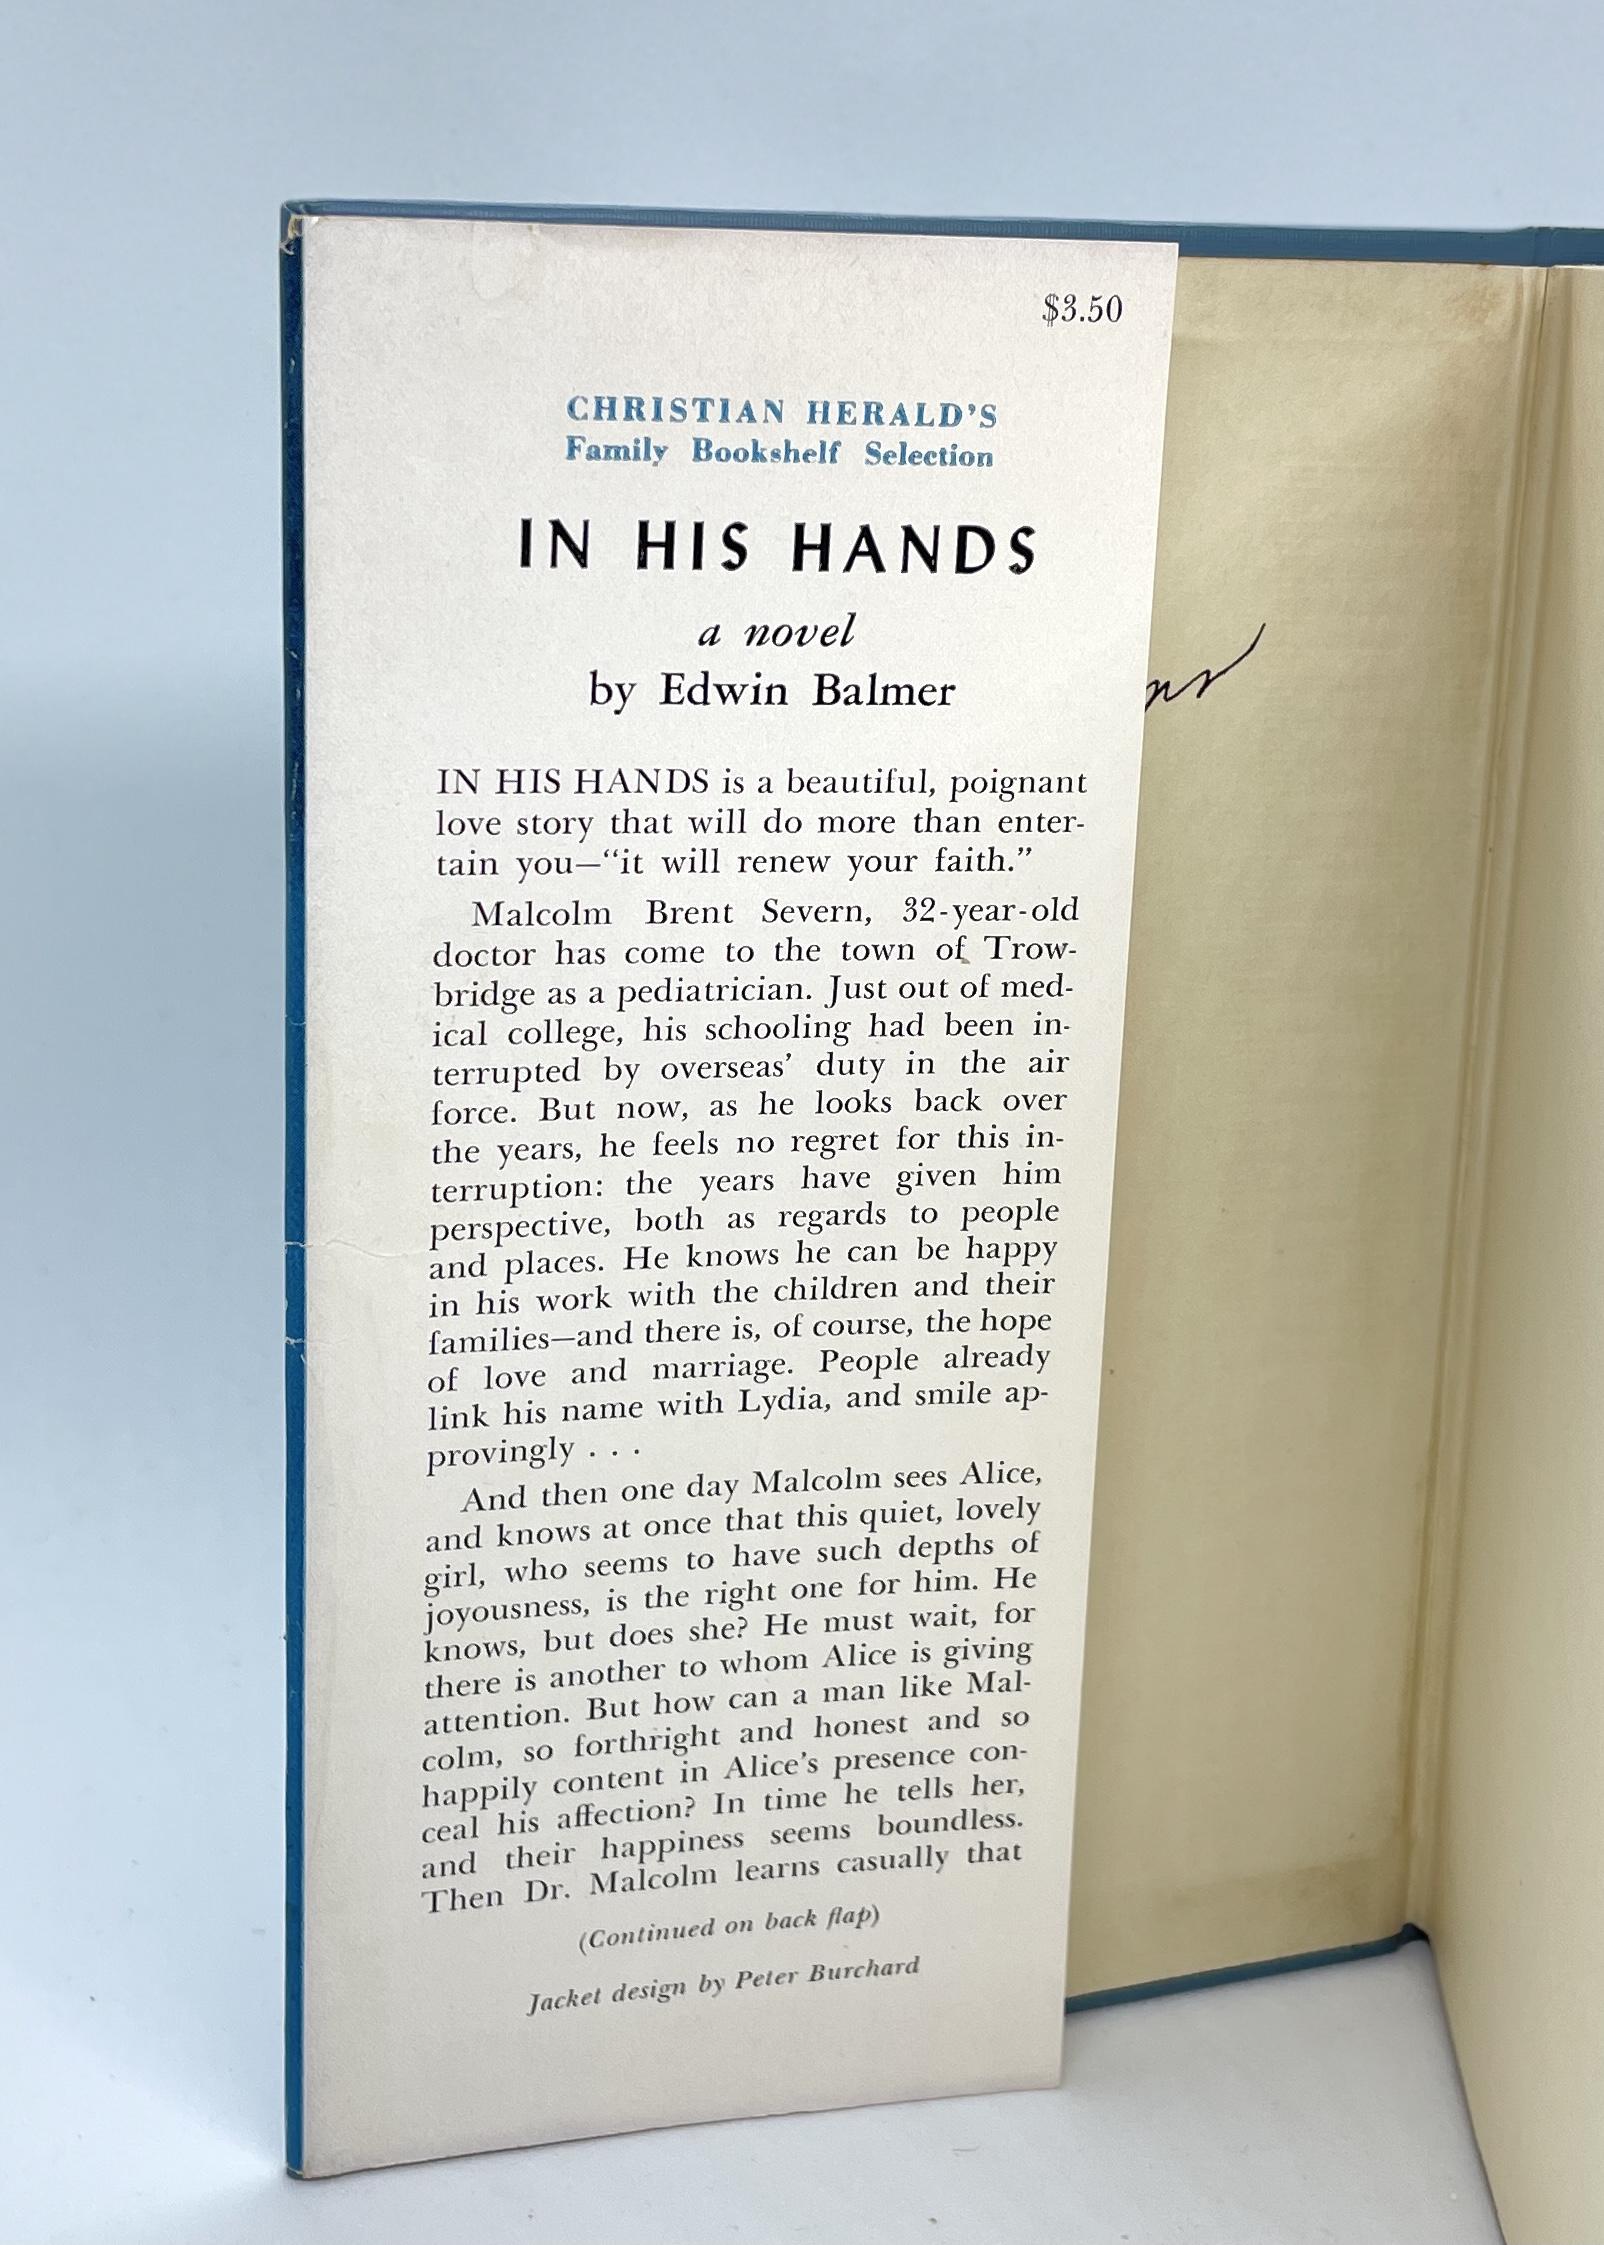 $3.50
CHRISTIAN HERALD'S
Family Bookshelf Selection
IN HIS HANDS
a novel
by Edwin Balmer
IN HIS HANDS is a beautiful, poignant
love story that will do more than enter-
tain you—“it will renew your faith.”
Malcolm Brent Severn, 32-year-old
doctor has come to the town of Trow-
bridge as a pediatrician. Just out of med-
ical college, his schooling had been in-
terrupted by overseas’ duty in the air
force. But now, as he looks back over
the years, he feels no regret for this in-
terruption: the years have given him
perspective, both as regards to people
and places. He knows he can be happy
in his work with the children and their
families—and there is, of course, the hope
of love and marriage. People already
link his name with Lydia, and smile ap-
provingly . . .
And then one day Malcolm sees Alice,
and knows at once that this quiet, lovely
girl, who seems to have such depths of
joyousness, is the right one for him. He
knows, but does she? He must wait, for
there is another to whom Alice is giving
attention. But how can a man like Mal-
colm, so forthright and honest and so
happily content in Alice’s presence con-
ceal his affection? In time he tells her,
and their happiness seems boundless.
Then Dr. Malcolm learns casually that
(Continued on back flap)
Jacket design by Peter Burchard